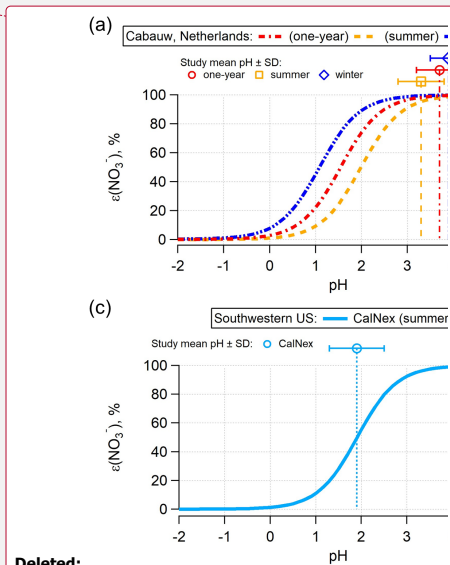 (a)
Cabauw, Netherlands: (one-year) (summer)
Study mean pH ± SD:
one-year summer winter
100
80
60
40
20
0
ε(NO3-), %
-2 -1 0 1 2 3
pH
(c)
Southwestern US: CalNex (summer
Study mean pH ± SD: CalNex
100
80
60
40
20
0
ε(NO3-), %
-2 -1 0 1 2 3
pH
Deleted: